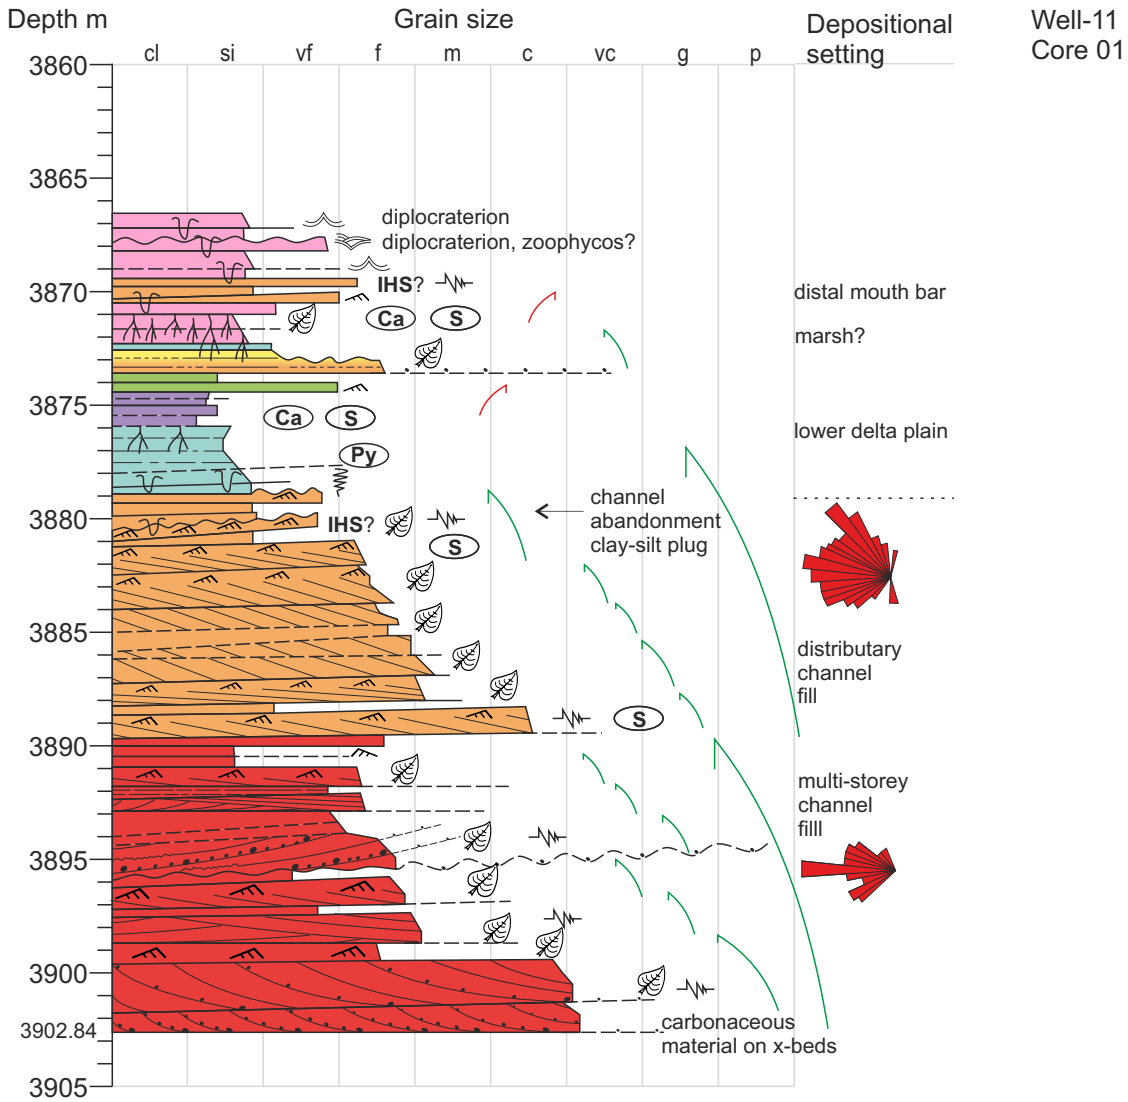 Depth m
Grain size
Depositional
setting
Well-11
Core 01
cl
si
vf
f
m
c
vc
g
p
3860
3865
diplocraterion
diplocraterion, zoophycos?
IHS?
3870
distal mouth bar
Ca
S
marsh?
3875
Ca
S
lower delta plain
Py
channel
abandonment
clay-silt plug
3880
IHS?
S
3885
distributary
channel
fill
S
3890
multi-storey
channel
filll
3895
3900
carbonaceous
material on x-beds
3902.84
3905